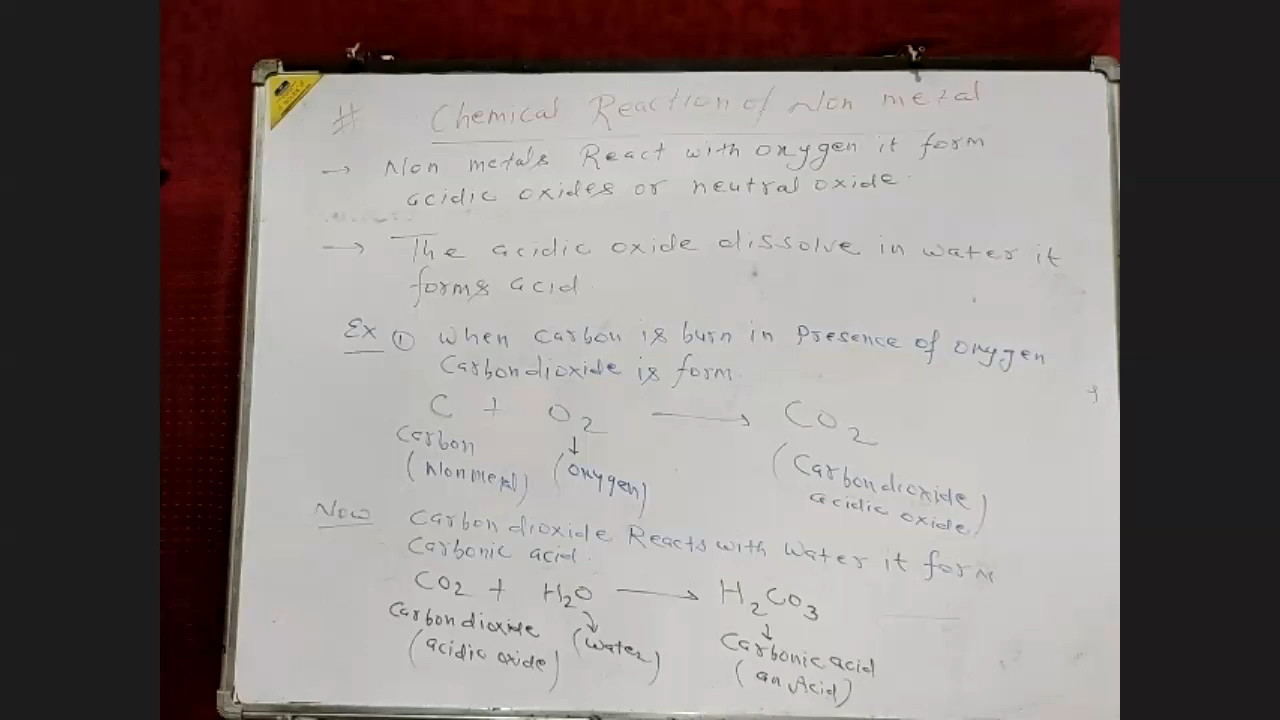 # Chemical Reaction of Non metal
→ Non metals React with oxygen it form
acidic oxides or neutral oxide.
→ The acidic oxide dissolve in water it
forms acid.
Ex ① When carbon is burn in Presence of oxygen
Carbondioxide is form.
C + O₂ ⟶ CO₂
Carbon
(Nonmetal) ↓ (oxygen) (Carbondioxide)
acidic oxide
Now Carbon dioxide Reacts with Water it form
Carbonic acid.
CO₂ + H₂O ⟶ H₂CO₃
Carbondioxide ↓ (water) ↓ Carbonic acid
(acidic oxide) (an Acid)